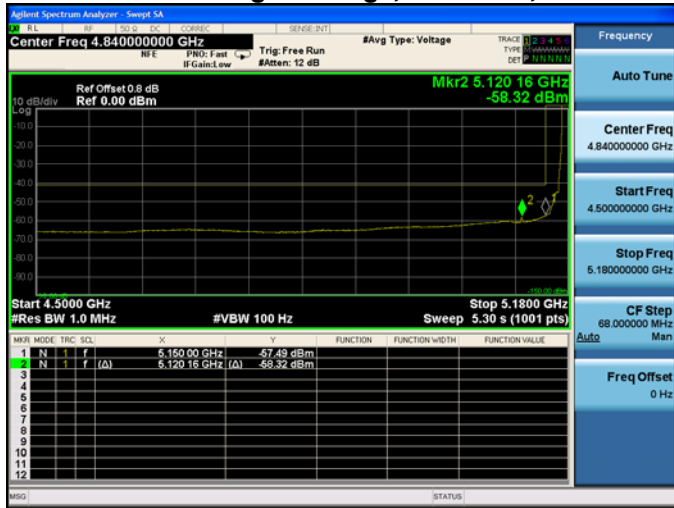 Agilent Spectrum Analyzer - Swept SA
RL RF 50 Ω DC CORREC SENSE:INT
Center Freq 4.840000000 GHz
NFE PNO: Fast IFGain:Low
Trig: Free Run
#Atten: 12 dB
#Avg Type: Voltage
TRACE 1 2 3 4 5 6
TYPE
DET P N N N N N
Ref Offset 0.8 dB
Ref 0.00 dBm
10 dB/div
Log
Mkr2 5.120 16 GHz
-58.32 dBm
-10.0
-20.0
-30.0
-40.0
-50.0
-60.0
-70.0
-80.0
-90.0
2
-150.00 dBm
Start 4.5000 GHz
Stop 5.1800 GHz
#Res BW 1.0 MHz #VBW 100 Hz Sweep 5.30 s (1001 pts)
MKR MODE TRC SCL X Y FUNCTION FUNCTION WIDTH FUNCTION VALUE
1 N 1 f 5.150 00 GHz -57.49 dBm
2 N 1 f (Δ) 5.120 16 GHz (Δ) -58.32 dBm
3
4
5
6
7
8
9
10
11
12
MSG STATUS
Frequency
Auto Tune
Center Freq
4.840000000 GHz
Start Freq
4.500000000 GHz
Stop Freq
5.180000000 GHz
CF Step
68.000000 MHz
Auto Man
Freq Offset
0 Hz